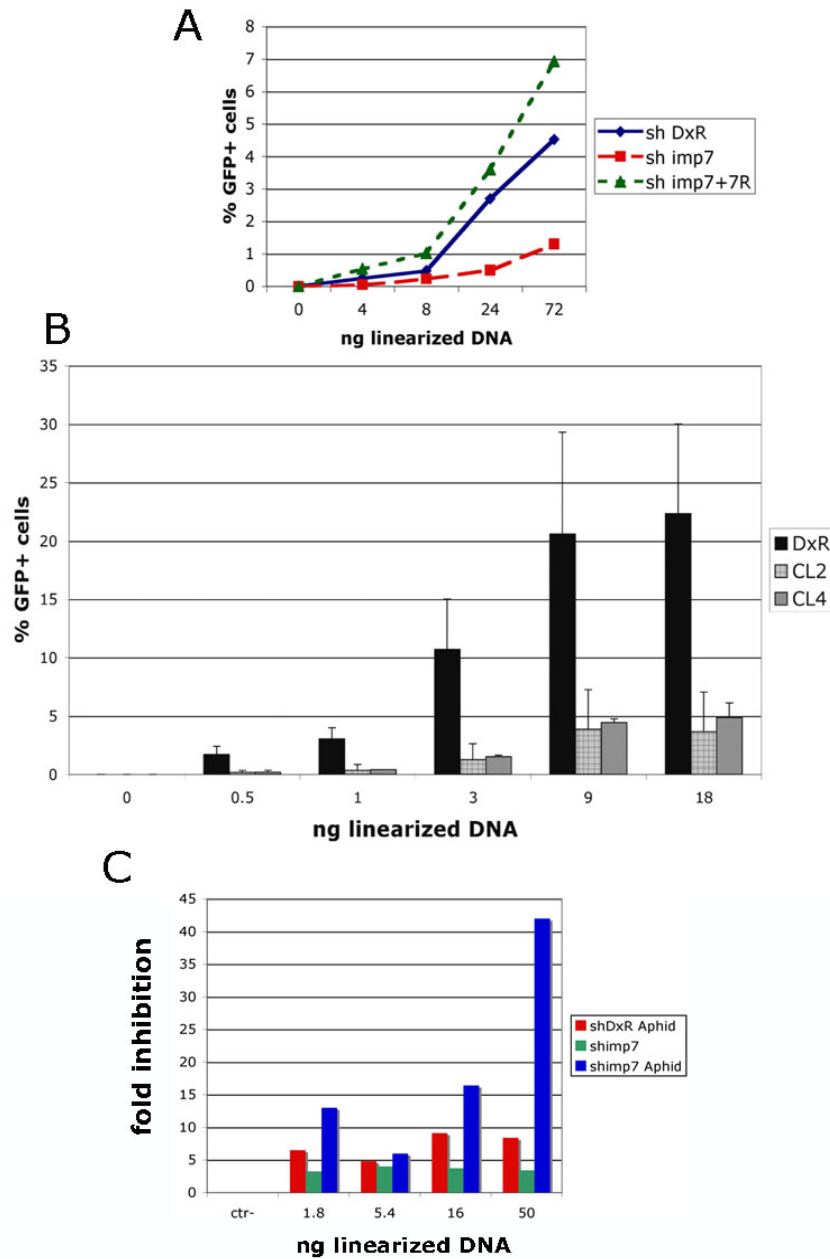 A
8
7
6
5
4
3
2
1
0
% GFP+ cells
0 4 8 24 72
ng linearized DNA
sh DxR
sh imp7
sh imp7+7R
B
35
30
25
20
15
10
5
0
% GFP+ cells
0 0.5 1 3 9 18
ng linearized DNA
DxR
CL2
CL4
C
45
40
35
30
25
20
15
10
5
0
fold inhibition
ctr- 1.8 5.4 16 50
ng linearized DNA
shDxR Aphid
shimp7
shimp7 Aphid